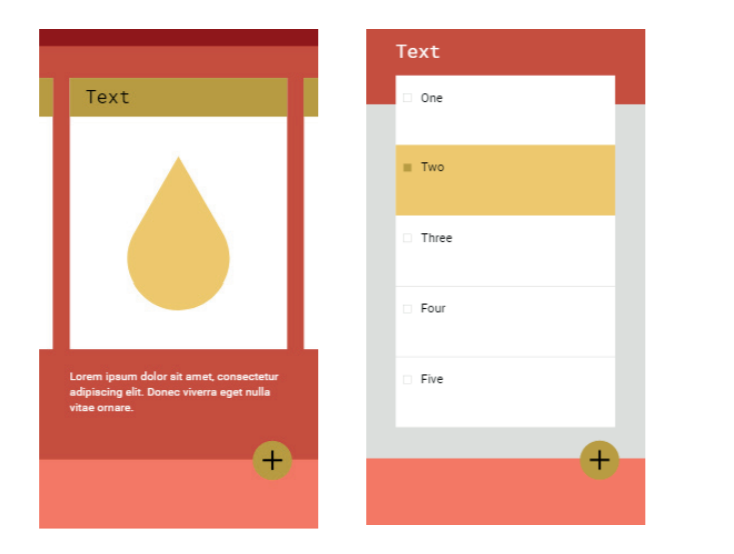 Text
Lorem ipsum dolor sit amet, consectetur
adipiscing elit. Donec viverra eget nulla
vitae ornare.
+
Text
One
Two
Three
Four
Five
+